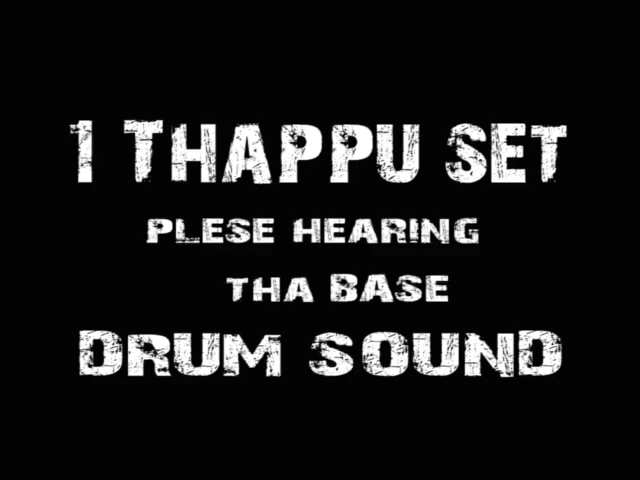 1 THAPPU SET
PLESE HEARING
THA BASE
DRUM SOUND